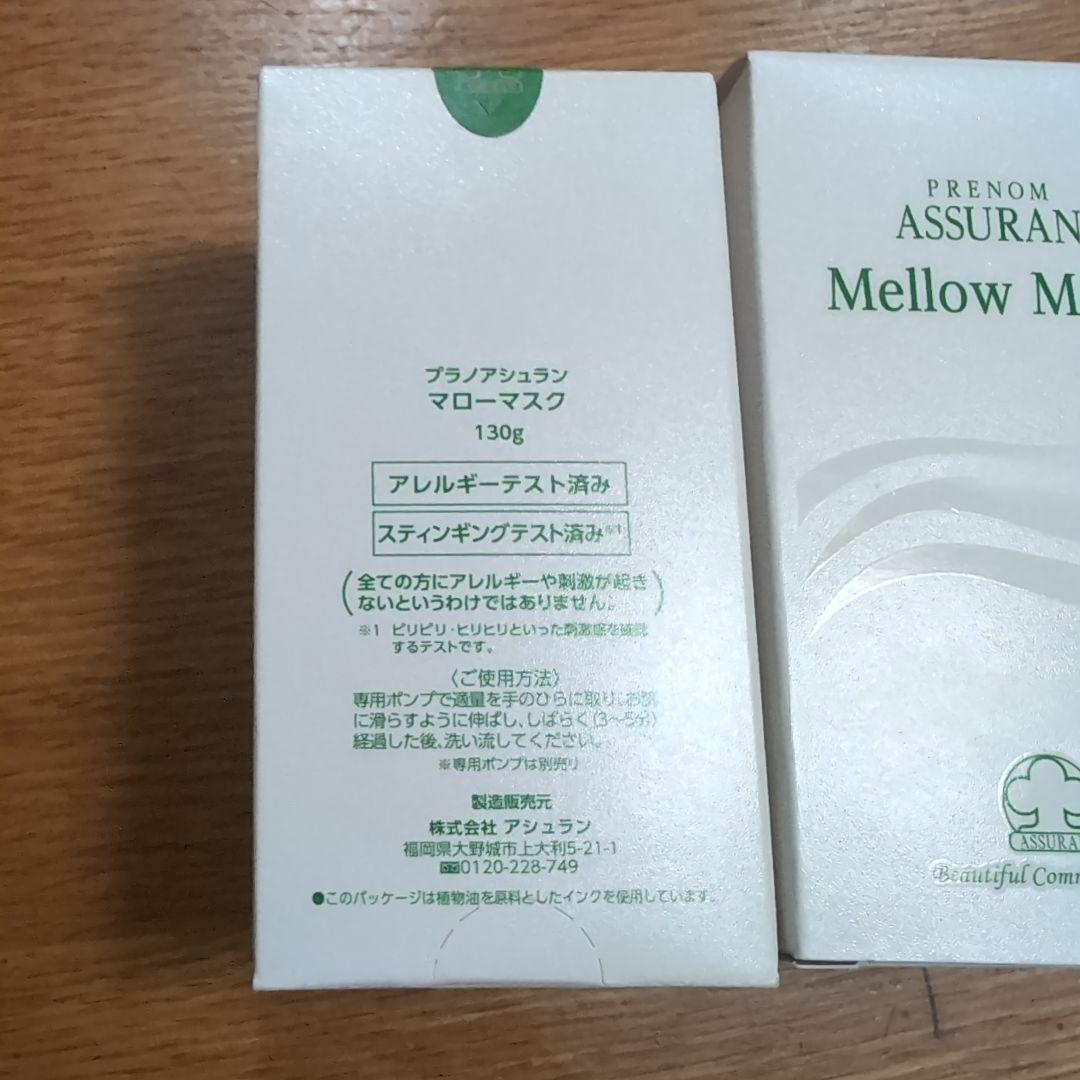 プラノアシュラン
マローマスク
130g
アレルギーテスト済み
スティンギングテスト済み※1
(全ての方にアレルギーや刺激が起き
ないというわけではありません。)
※1 ピリピリ・ヒリヒリといった刺激感を確認
するテストです。
〈ご使用方法〉
専用ポンプで適量を手のひらに取り、お肌
に滑らすように伸ばし、しばらく(3〜5分)
経過した後、洗い流してください。
※専用ポンプは別売り
製造販売元
株式会社 アシュラン
福岡県大野城市上大利5-21-1
0120-228-749
●このパッケージは植物油を原料としたインクを使用しています。
PRENOM
ASSURAN
Mellow M
ASSURA
Beautiful Com